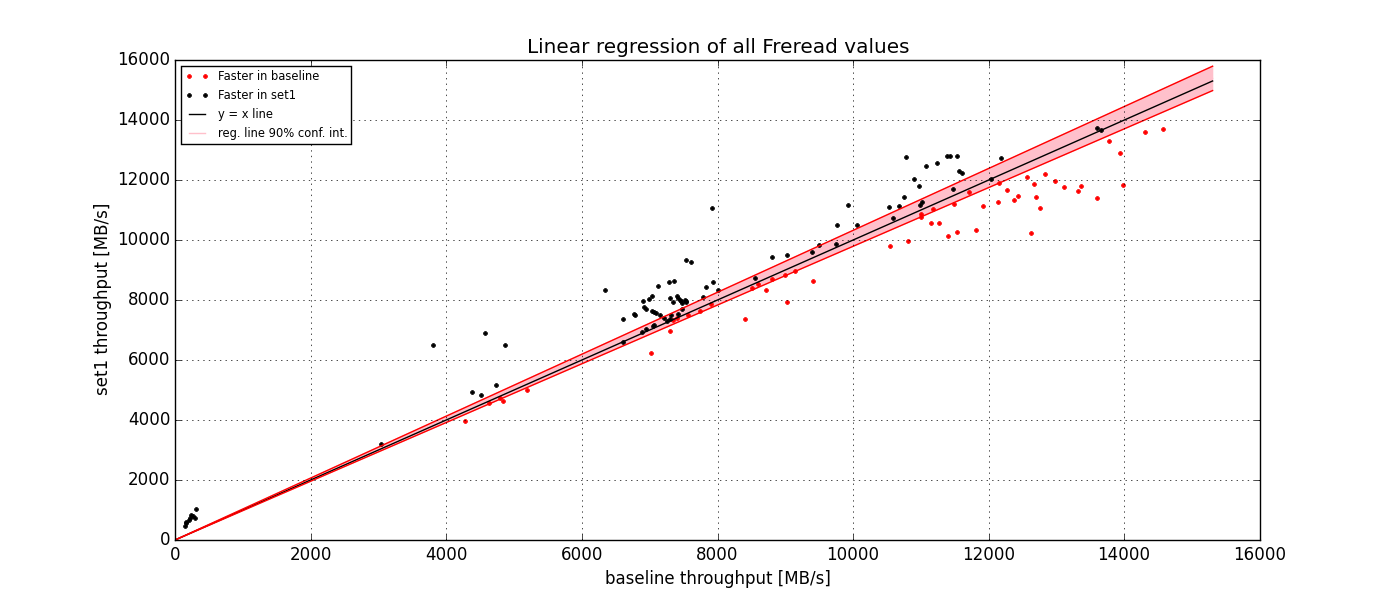 Linear regression of all Freread values
16000
14000
12000
10000
8000
6000
4000
2000
0
set1 throughput [MB/s]
Faster in baseline
Faster in set1
y = x line
reg. line 90% conf. int.
0 2000 4000 6000 8000 10000 12000 14000 16000
baseline throughput [MB/s]